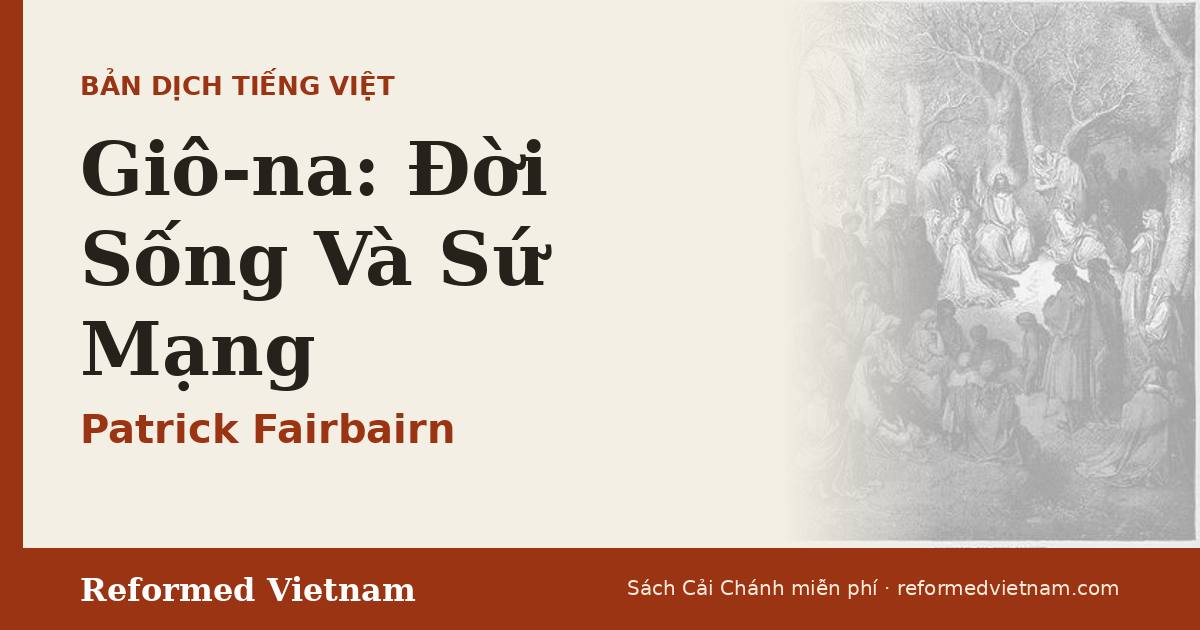 BẢN DỊCH TIẾNG VIỆT
Giô-na: Đời
Sống Và Sứ
Mạng
Patrick Fairbairn
Reformed Vietnam
Sách Cải Chánh miễn phí · reformedvietnam.com